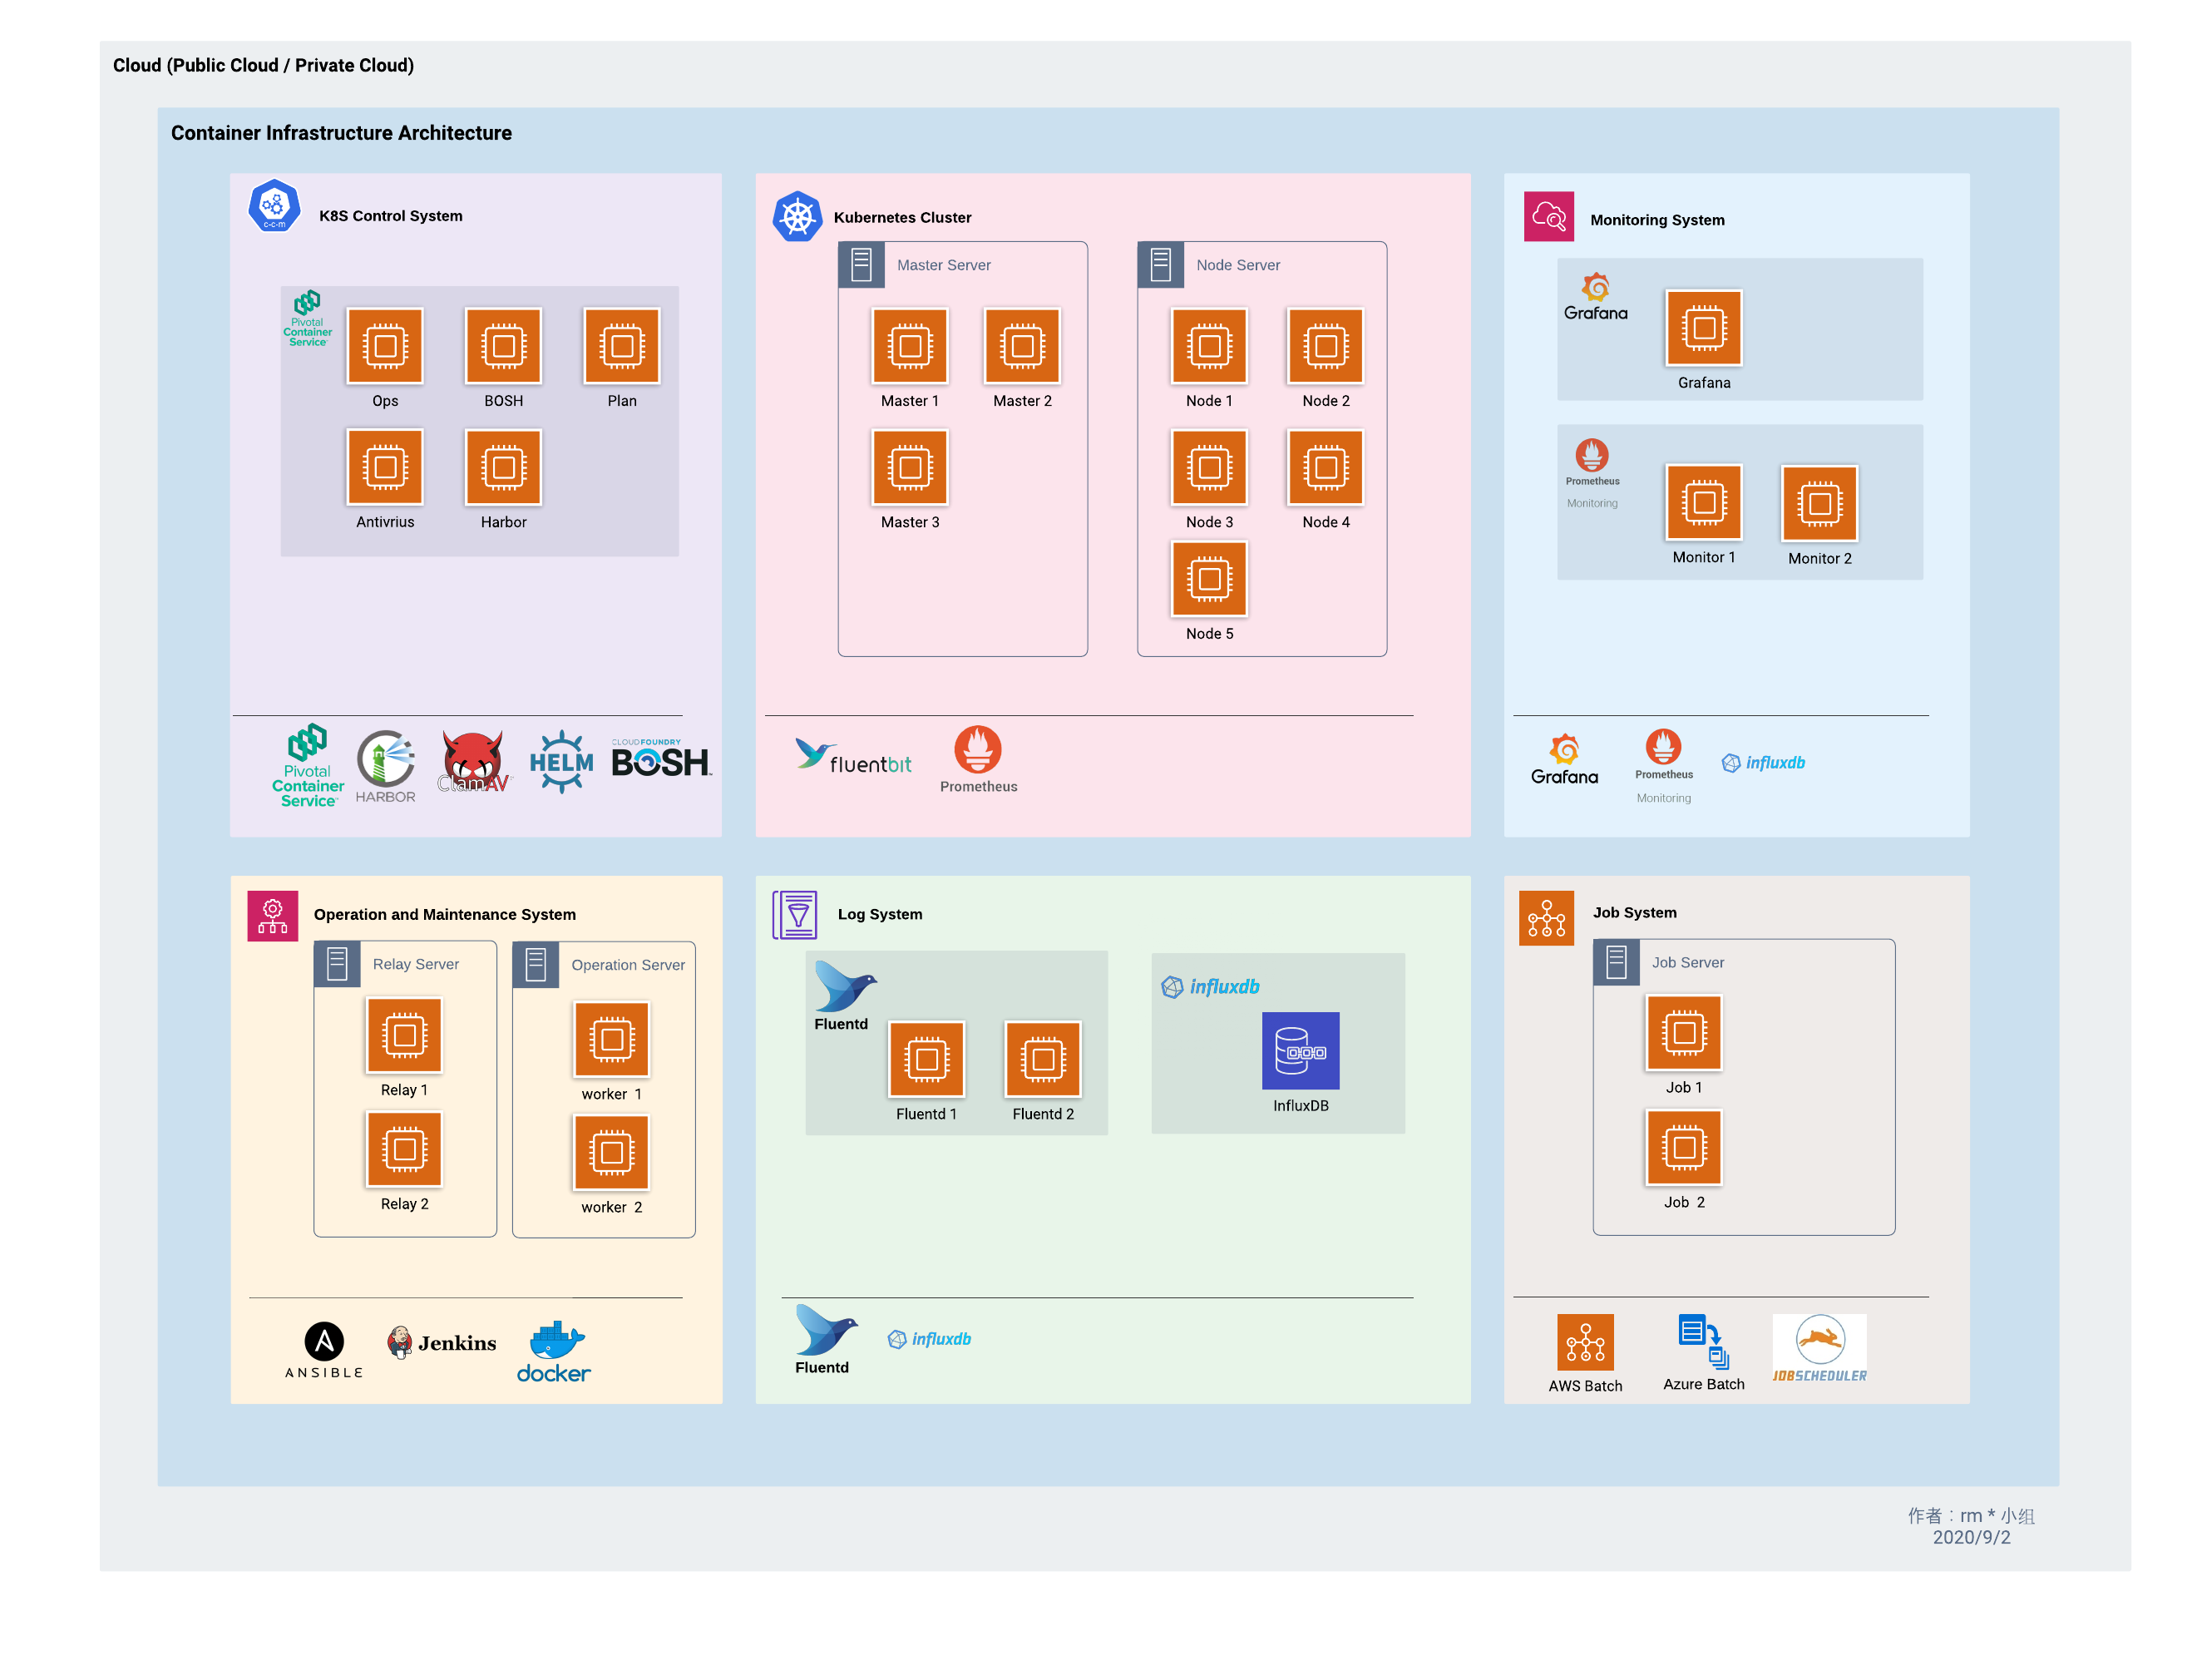 Cloud (Public Cloud / Private Cloud)
Container Infrastructure Architecture
c-c-m
K8S Control System
Pivotal
Container
Service
Ops
BOSH
Plan
Antivrius
Harbor
Pivotal
Container
Service™
HARBOR
ClamAV
HELM
CLOUDFOUNDRY
BOSH™
Kubernetes Cluster
Master Server
Master 1
Master 2
Master 3
Node Server
Node 1
Node 2
Node 3
Node 4
Node 5
fluentbit
Prometheus
Monitoring System
Grafana
Grafana
Prometheus
Monitoring
Monitor 1
Monitor 2
Grafana
Prometheus
Monitoring
influxdb
Operation and Maintenance System
Relay Server
Relay 1
Relay 2
Operation Server
worker 1
worker 2
ANSIBLE
Jenkins
docker
Log System
Fluentd
Fluentd 1
Fluentd 2
influxdb
InfluxDB
Fluentd
influxdb
Job System
Job Server
Job 1
Job 2
AWS Batch
Azure Batch
JOBSCHEDULER
作者：rm * 小组
2020/9/2